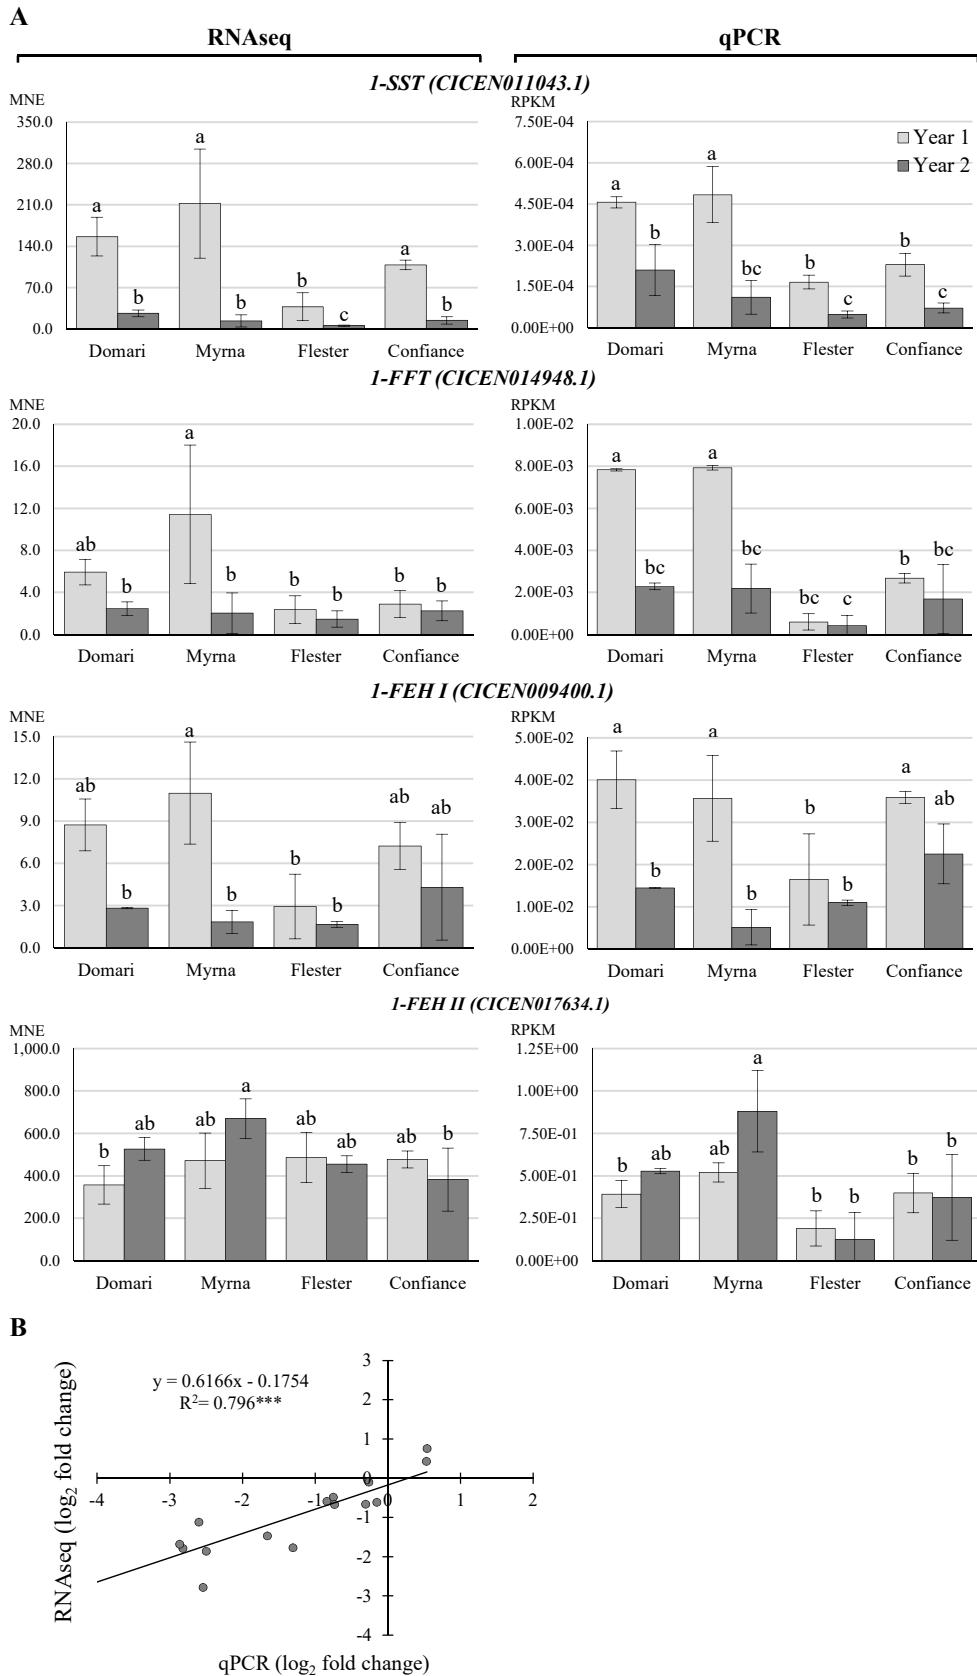 A
RNAseq qPCR
1-SST (CICEN011043.1)
MNE RPKM
350.0 7.50E-04
280.0 6.00E-04
210.0 4.50E-04
140.0 3.00E-04
70.0 1.50E-04
0.0 0.00E+00
a b a b b c a b
a b a bc b c b c
Year 1
Year 2
Domari Myrna Flester Confiance Domari Myrna Flester Confiance
1-FFT (CICEN014948.1)
MNE RPKM
20.0 1.00E-02
16.0 8.00E-03
12.0 6.00E-03
8.0 4.00E-03
4.0 2.00E-03
0.0 0.00E+00
ab b a b b b b b
a bc a bc bc c b bc
Domari Myrna Flester Confiance Domari Myrna Flester Confiance
1-FEH I (CICEN009400.1)
MNE RPKM
15.0 5.00E-02
12.0 4.00E-02
9.0 3.00E-02
6.0 2.00E-02
3.0 1.00E-02
0.0 0.00E+00
ab b a b b b ab ab
a b a b b b a ab
Domari Myrna Flester Confiance Domari Myrna Flester Confiance
1-FEH II (CICEN017634.1)
MNE RPKM
1,000.0 1.25E+00
800.0 1.00E+00
600.0 7.50E-01
400.0 5.00E-01
200.0 2.50E-01
0.0 0.00E+00
b ab ab a ab ab ab b
b ab ab a b b b b
Domari Myrna Flester Confiance Domari Myrna Flester Confiance
B
y = 0.6166x - 0.1754
R²= 0.796***
RNAseq (log₂ fold change)
3
2
1
0
-1
-2
-3
-4
-4 -3 -2 -1 0 1 2
qPCR (log₂ fold change)